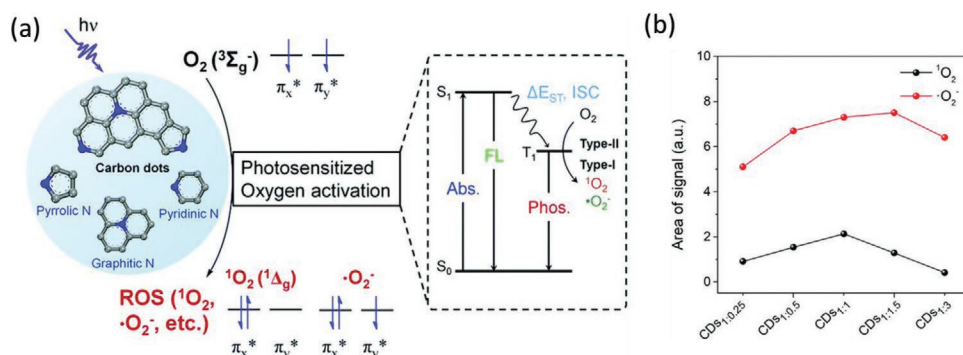 (a)
hν
O₂ (³Σg⁻)
πx* πy*
Carbon dots
Pyrrolic N
Pyridinic N
Graphitic N
Photosensitized
Oxygen activation
ROS (¹O₂,
·O₂⁻, etc.)
¹O₂ (¹Δg)
·O₂⁻
πx* πy* πx* πy*
S₁
ΔE_ST, ISC
O₂
T₁
Type-II
Type-I
¹O₂
·O₂⁻
FL
Abs.
Phos.
S₀
(b)
Area of signal (a.u.)
10
8
6
4
2
0
¹O₂
·O₂⁻
CDs1:0.25
CDs1:0.5
CDs1:1
CDs1:1.5
CDs1:3